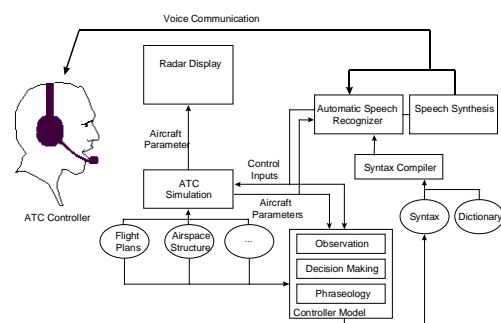 Voice Communication
Radar Display
Automatic Speech
Recognizer
Speech Synthesis
Aircraft
Parameter
Control
Inputs
Syntax Compiler
ATC Controller
ATC
Simulation
Aircraft
Parameters
Flight
Plans
Airspace
Structure
...
Syntax
Dictionary
Observation
Decision Making
Phraseology
Controller Model